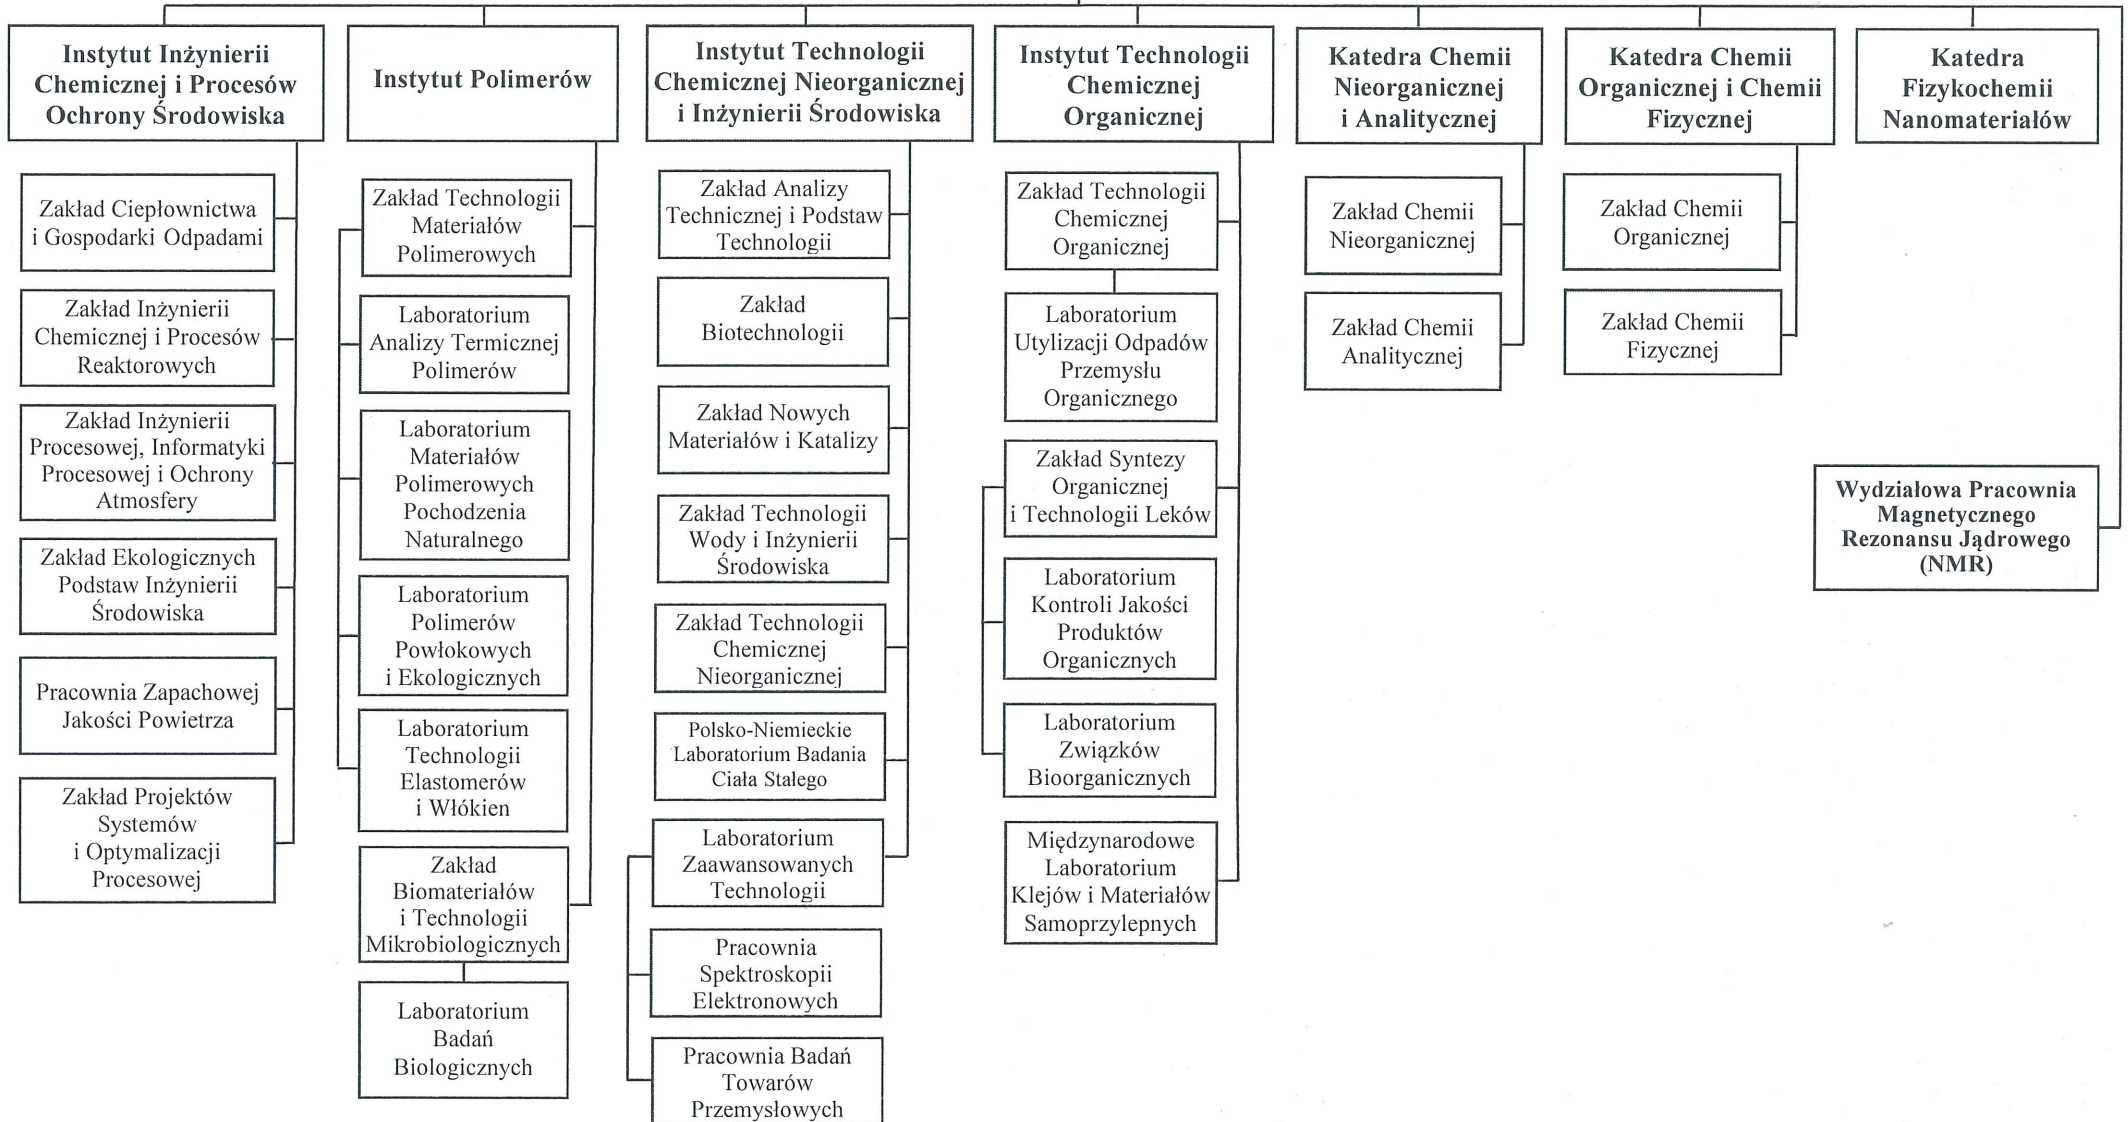 Instytut Inżynierii
Chemicznej i Procesów
Ochrony Środowiska
Instytut Polimerów
Instytut Technologii
Chemicznej Nieorganicznej
i Inżynierii Środowiska
Instytut Technologii
Chemicznej
Organicznej
Katedra Chemii
Nieorganicznej
i Analitycznej
Katedra Chemii
Organicznej i Chemii
Fizycznej
Katedra
Fizykochemii
Nanomateriałów
Zakład Ciepłownictwa
i Gospodarki Odpadami
Zakład Inżynierii
Chemicznej i Procesów
Reaktorowych
Zakład Inżynierii
Procesowej, Informatyki
Procesowej i Ochrony
Atmosfery
Zakład Ekologicznych
Podstaw Inżynierii
Środowiska
Pracownia Zapachowej
Jakości Powietrza
Zakład Projektów
Systemów
i Optymalizacji
Procesowej
Zakład Technologii
Materiałów
Polimerowych
Laboratorium
Analizy Termicznej
Polimerów
Laboratorium
Materiałów
Polimerowych
Pochodzenia
Naturalnego
Laboratorium
Polimerów
Powłokowych
i Ekologicznych
Laboratorium
Technologii
Elastomerów
i Włókien
Zakład
Biomateriałów
i Technologii
Mikrobiologicznych
Laboratorium
Badań
Biologicznych
Zakład Analizy
Technicznej i Podstaw
Technologii
Zakład
Biotechnologii
Zakład Nowych
Materiałów i Katalizy
Zakład Technologii
Wody i Inżynierii
Środowiska
Zakład Technologii
Chemicznej
Nieorganicznej
Polsko-Niemieckie
Laboratorium Badania
Ciała Stałego
Laboratorium
Zaawansowanych
Technologii
Pracownia
Spektroskopii
Elektronowych
Pracownia Badań
Towarów
Przemysłowych
Zakład Technologii
Chemicznej
Organicznej
Laboratorium
Utylizacji Odpadów
Przemysłu
Organicznego
Zakład Syntezy
Organicznej
i Technologii Leków
Laboratorium
Kontroli Jakości
Produktów
Organicznych
Laboratorium
Związków
Bioorganicznych
Międzynarodowe
Laboratorium
Klejów i Materiałów
Samoprzylepnych
Zakład Chemii
Nieorganicznej
Zakład Chemii
Analitycznej
Zakład Chemii
Organicznej
Zakład Chemii
Fizycznej
Wydziałowa Pracownia
Magnetycznego
Rezonansu Jądrowego
(NMR)